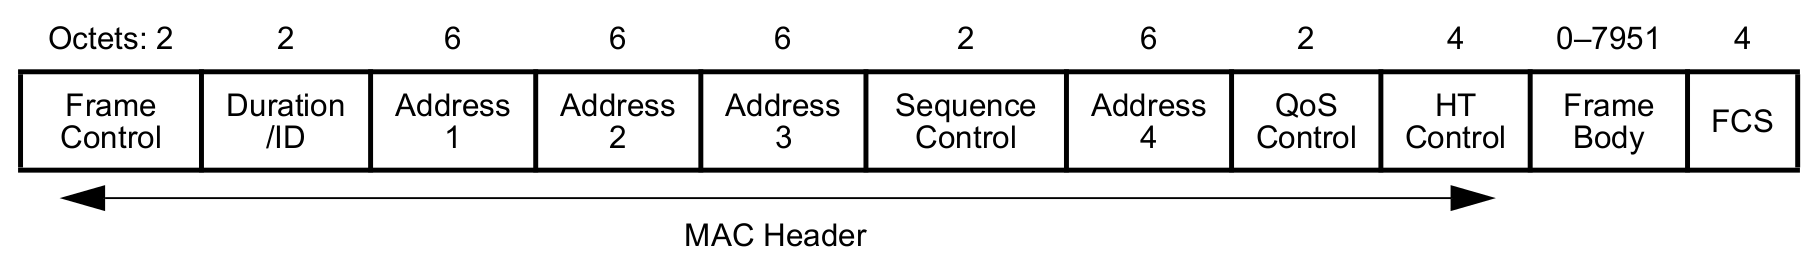 Octets: 2 2 6 6 6 2 6 2 4 0–7951 4
Frame Duration Address Address Address Sequence Address QoS HT Frame FCS
Control /ID 1 2 3 Control 4 Control Control Body
MAC Header